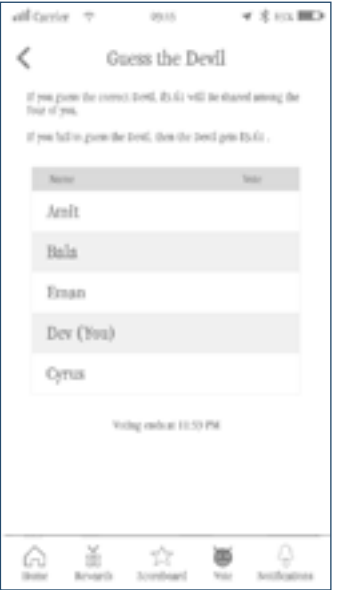 Carrier
Guess the Devil
If you guess the correct Devil, will be shared among the
four of you.
If you fail to guess the Devil, then the Devil gets
Name Vote
Amit
Bala
Eman
Dev (You)
Cyrus
Voting ends at PM
Home Rewards Scoreboard Vote Notifications